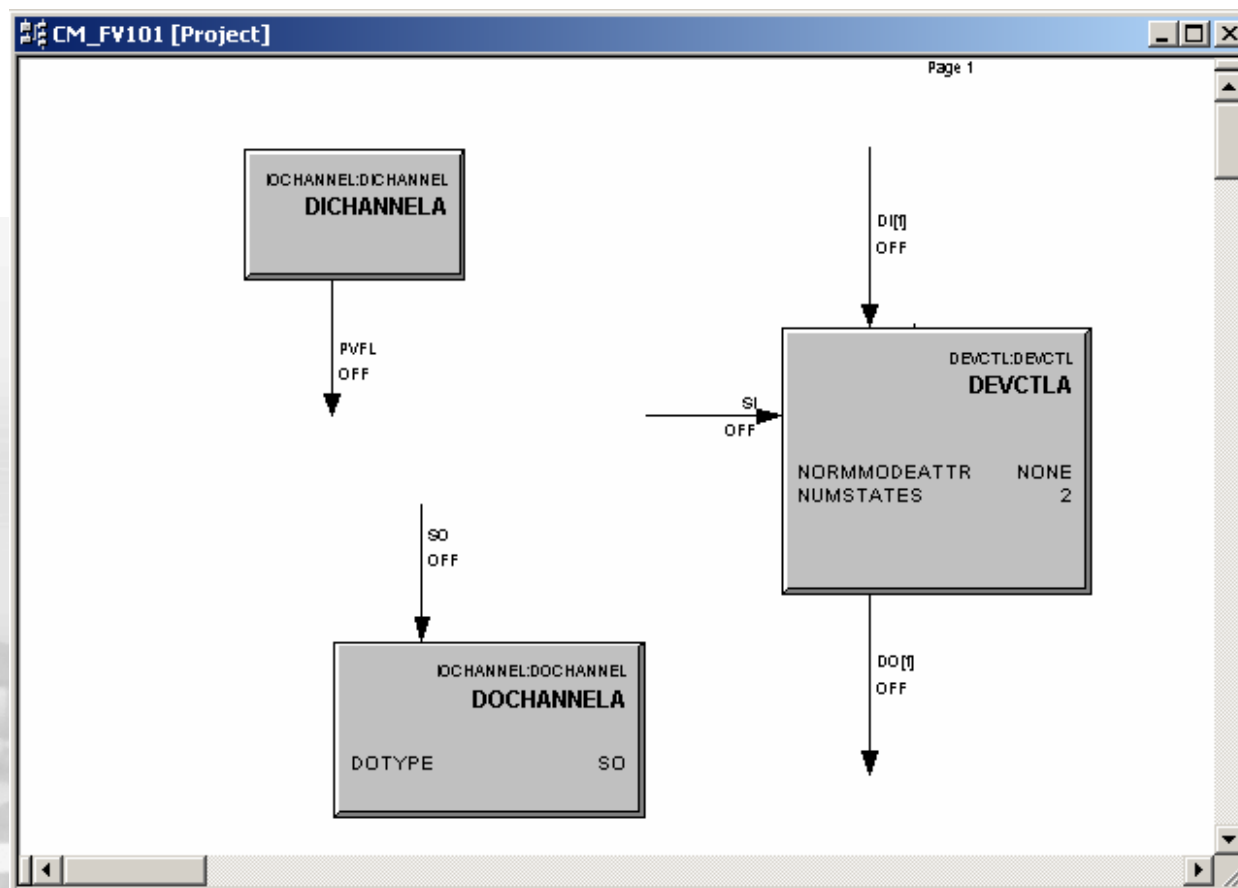 CM_FV101 [Project]
Page 1
IOCHANNEL:DICHANNEL
DICHANNELA
PVFL
OFF
DI[1]
OFF
SI
OFF
DEVCTL:DEVCTL
DEVCTLA
NORMMODEATTR NONE
NUMSTATES 2
SO
OFF
IOCHANNEL:DOCHANNEL
DOCHANNELA
DOTYPE SO
DO[1]
OFF